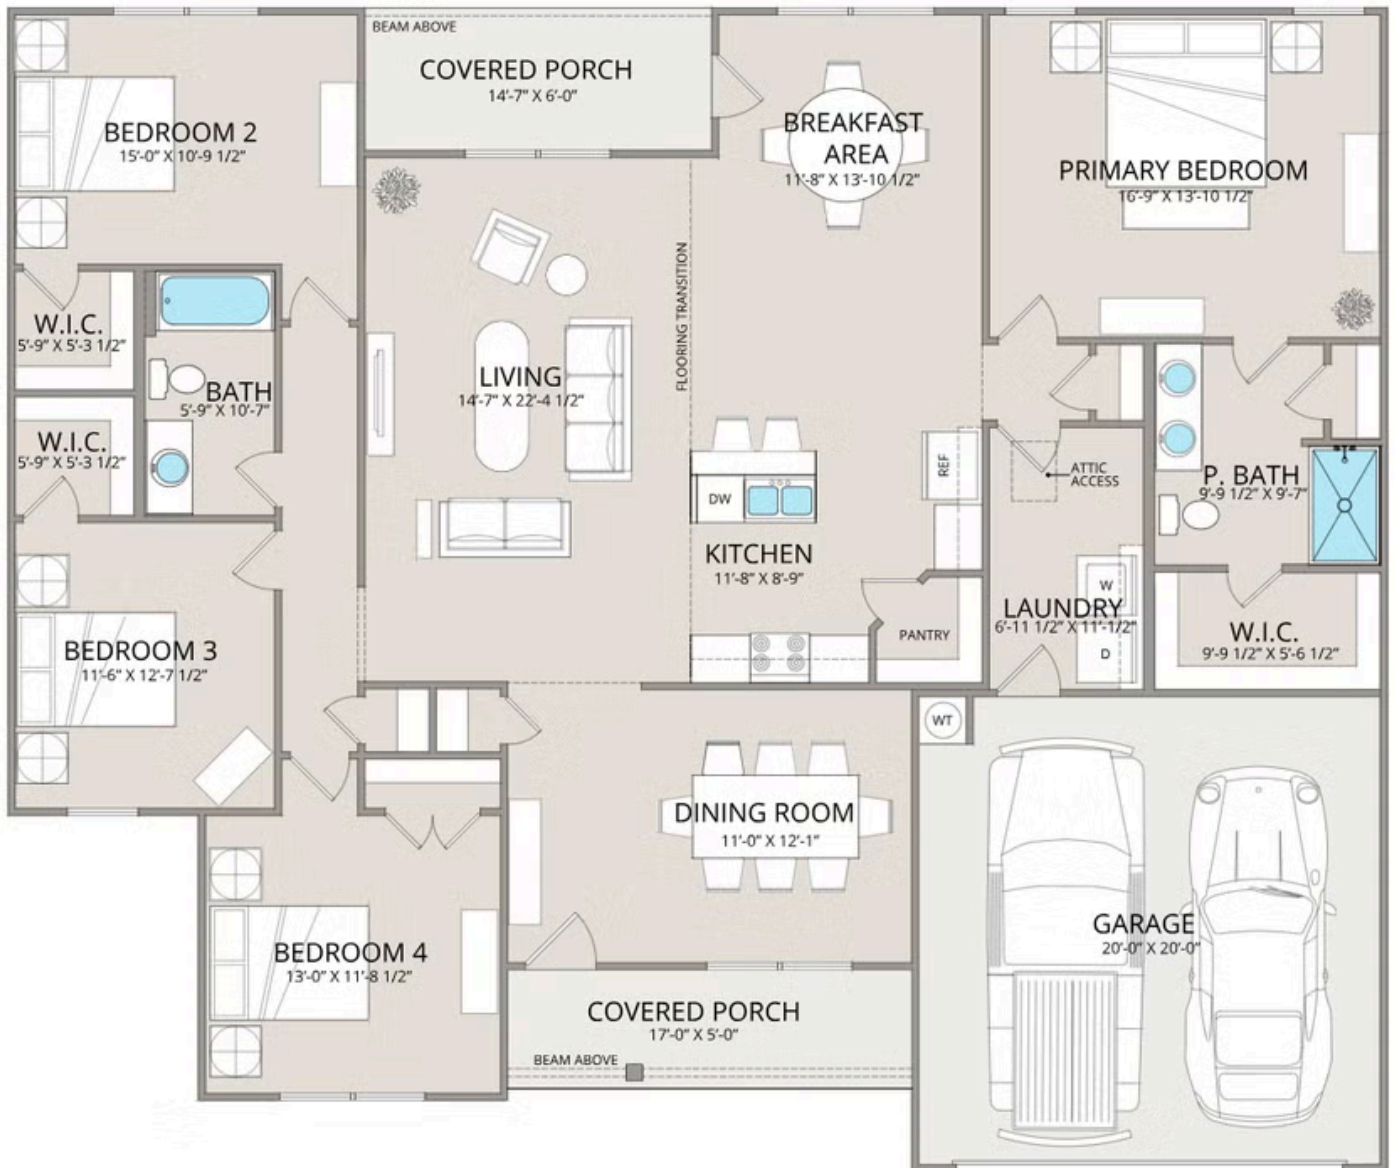 BEAM ABOVE
COVERED PORCH
14'-7" X 6'-0"
BEDROOM 2
15'-0" X 10'-9 1/2"
BREAKFAST
AREA
11'-8" X 13'-10 1/2"
PRIMARY BEDROOM
16'-9" X 13'-10 1/2"
FLOORING TRANSITION
W.I.C.
5'-9" X 5'-3 1/2"
BATH
5'-9" X 10'-7"
LIVING
14'-7" X 22'-4 1/2"
W.I.C.
5'-9" X 5'-3 1/2"
REF
DW
ATTIC
ACCESS
P. BATH
9'-9 1/2" X 9'-7"
KITCHEN
11'-8" X 8'-9"
W
LAUNDRY
6'-11 1/2" X 11'-1/2"
D
PANTRY
W.I.C.
9'-9 1/2" X 5'-6 1/2"
BEDROOM 3
11'-6" X 12'-7 1/2"
WT
DINING ROOM
11'-0" X 12'-1"
GARAGE
20'-0" X 20'-0"
BEDROOM 4
13'-0" X 11'-8 1/2"
COVERED PORCH
17'-0" X 5'-0"
BEAM ABOVE